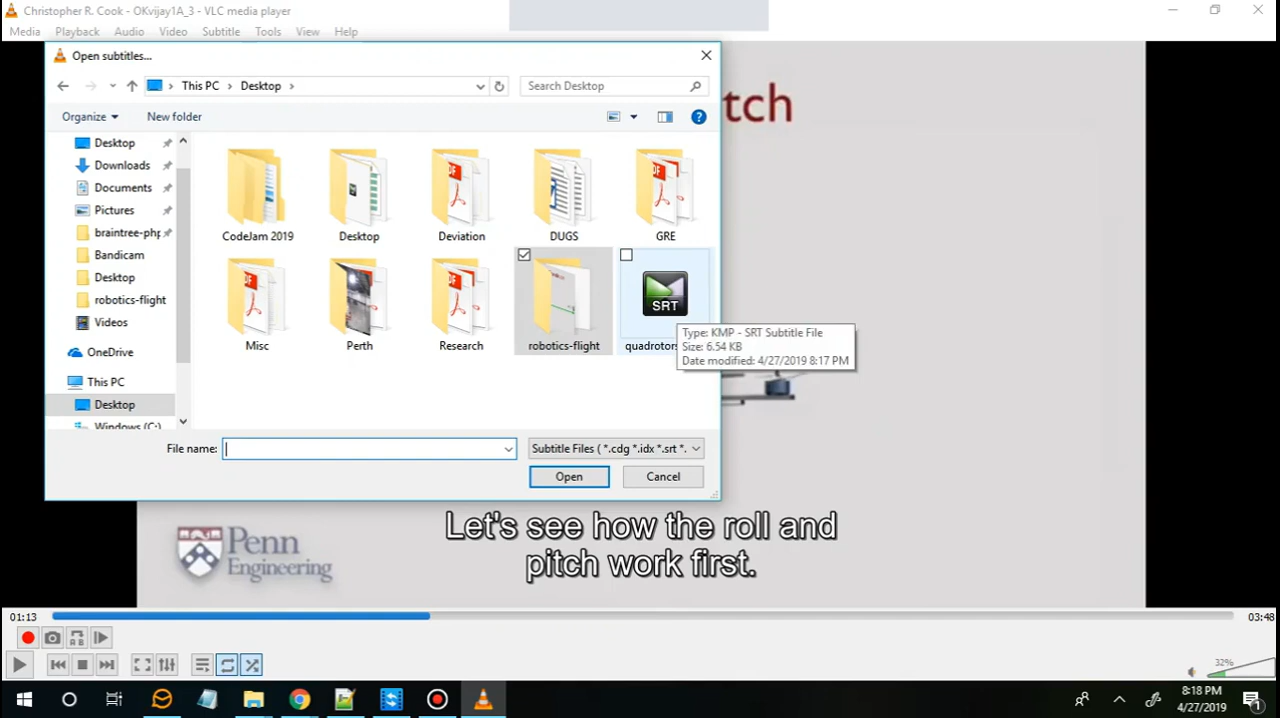 Christopher R. Cook - OKvijay1A_3 - VLC media player
Media Playback Audio Video Subtitle Tools View Help
Open subtitles...
This PC > Desktop >
Search Desktop
Organize
New folder
Desktop
Downloads
Documents
Pictures
braintree-php
Bandicam
Desktop
robotics-flight
Videos
OneDrive
This PC
Desktop
Windows (C:)
CodeJam 2019
Desktop
Deviation
DUGS
GRE
Misc
Perth
Research
robotics-flight
SRT
quadrotors
Type: KMP - SRT Subtitle File
Size: 6.54 KB
Date modified: 4/27/2019 8:17 PM
File name:
Subtitle Files ( *.cdg *.idx *.srt *.
Open
Cancel
tch
Let's see how the roll and
pitch work first.
Penn
Engineering
01:13
03:48
32%
8:18 PM
4/27/2019
1